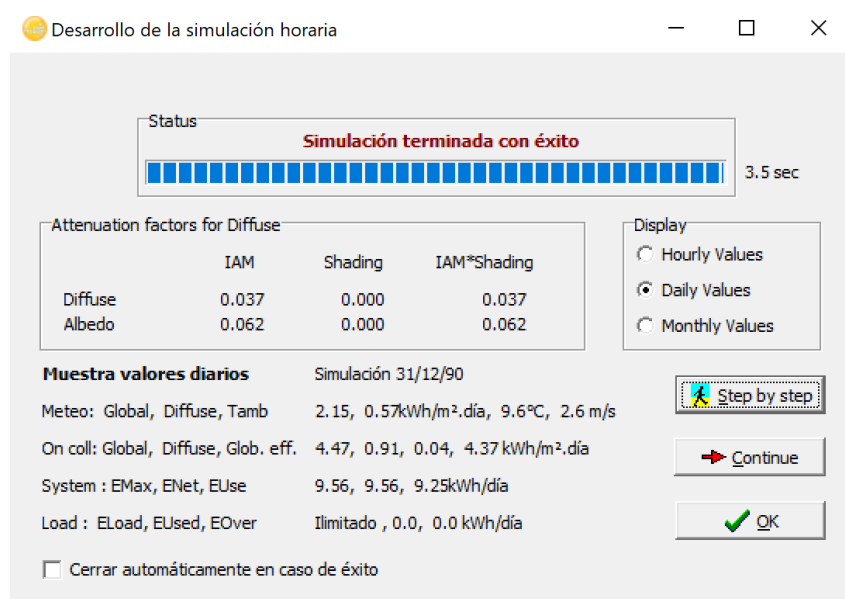 Desarrollo de la simulación horaria
Status
Simulación terminada con éxito
3.5 sec
Attenuation factors for Diffuse
IAM Shading IAM*Shading
Diffuse 0.037 0.000 0.037
Albedo 0.062 0.000 0.062
Display
Hourly Values
Daily Values
Monthly Values
Muestra valores diarios Simulación 31/12/90
Meteo: Global, Diffuse, Tamb 2.15, 0.57kWh/m².día, 9.6ºC, 2.6 m/s
On coll: Global, Diffuse, Glob. eff. 4.47, 0.91, 0.04, 4.37 kWh/m².día
System : EMax, ENet, EUse 9.56, 9.56, 9.25kWh/día
Load : ELoad, EUsed, EOver Ilimitado , 0.0, 0.0 kWh/día
Step by step
Continue
OK
Cerrar automáticamente en caso de éxito